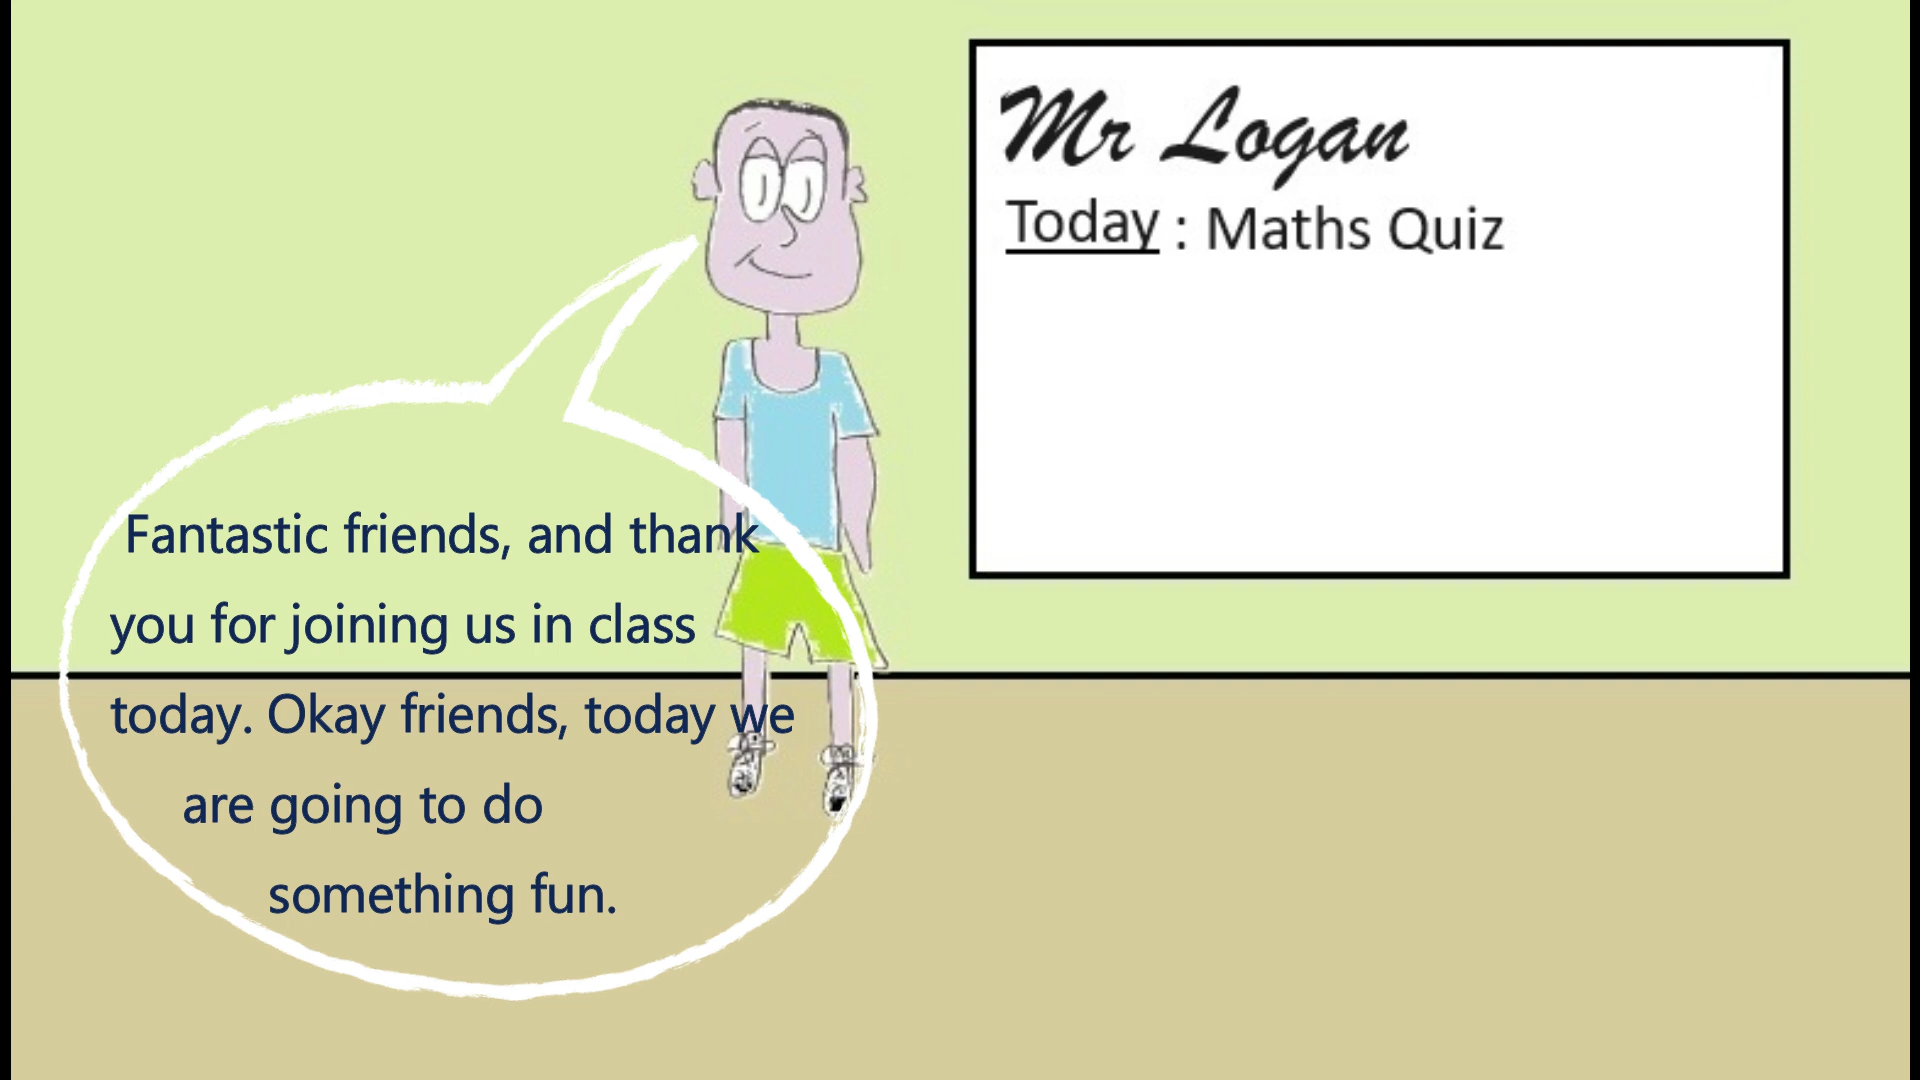 Mr Logan
Today : Maths Quiz
Fantastic friends, and thank
you for joining us in class
today. Okay friends, today we
are going to do
something fun.